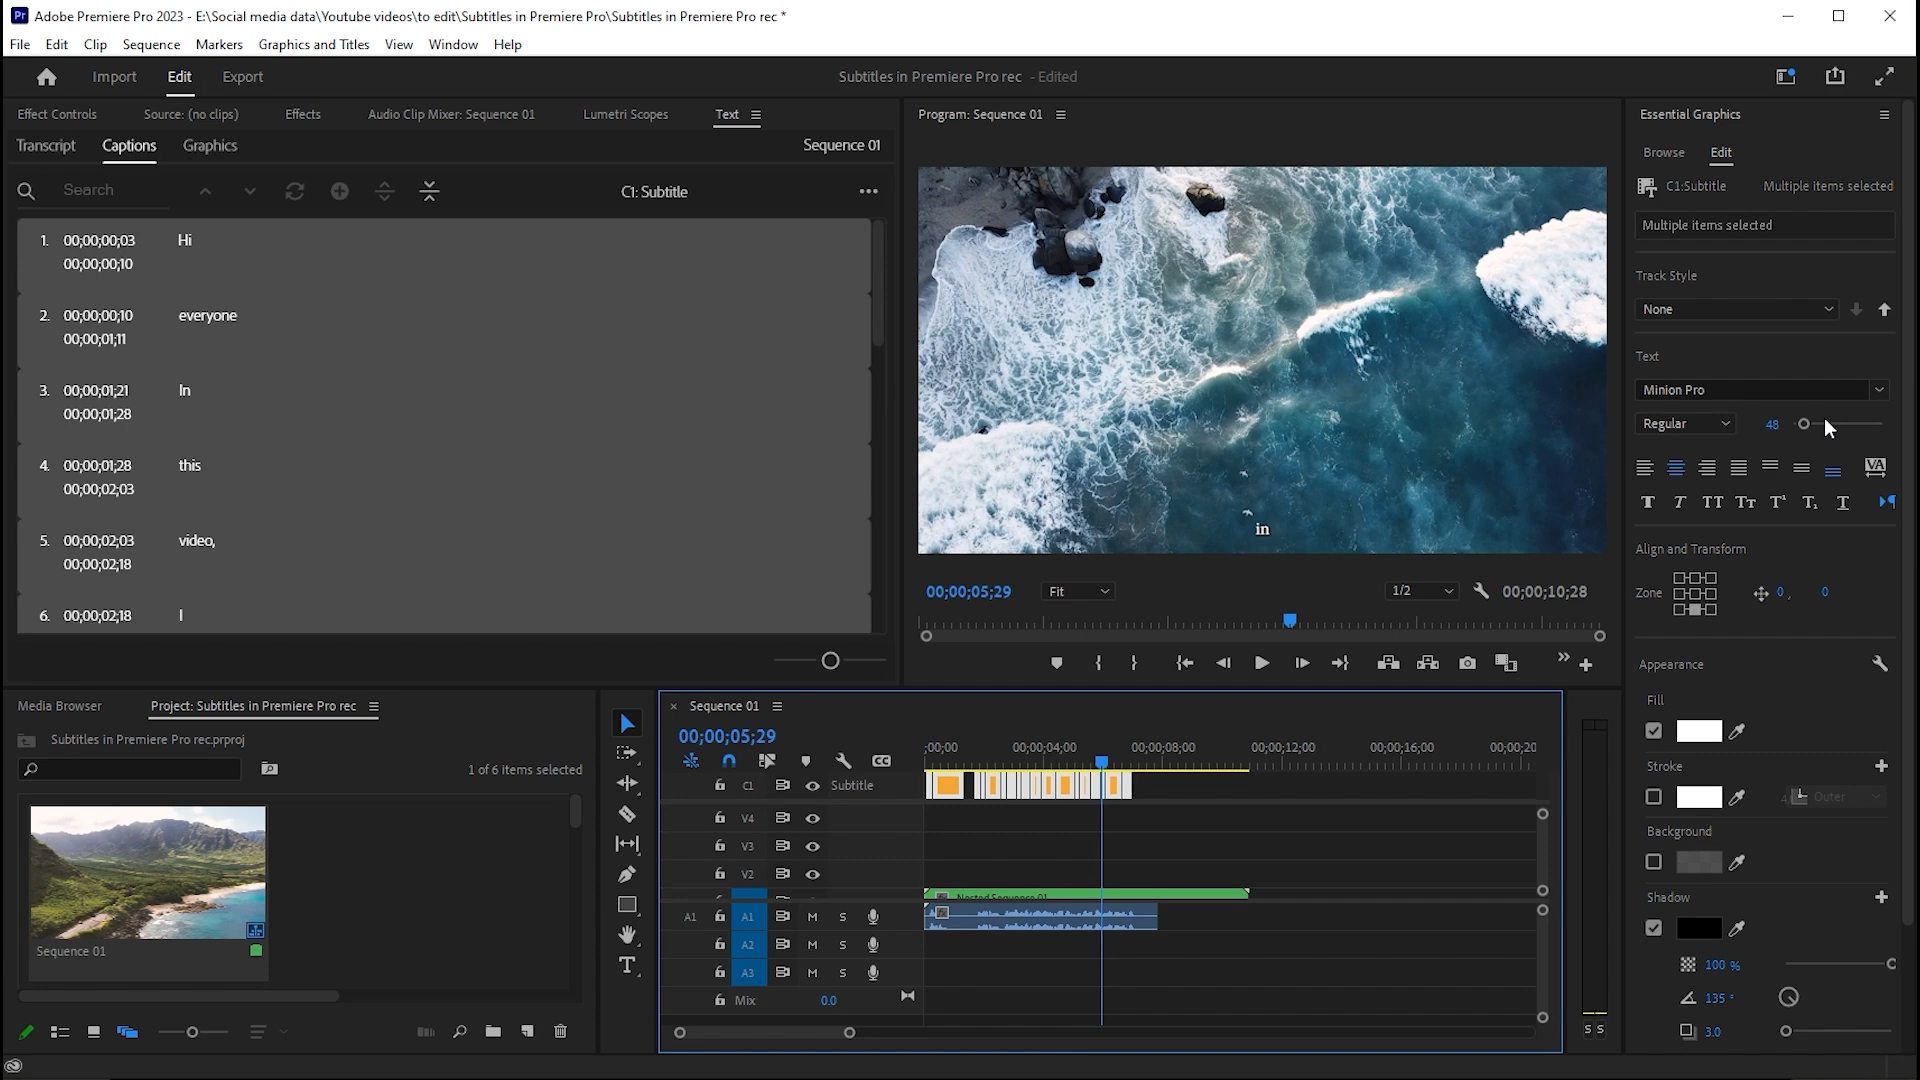 Pr Adobe Premiere Pro 2023 - E:\Social media data\Youtube videos\to edit\Subtitles in Premiere Pro\Subtitles in Premiere Pro rec *
File Edit Clip Sequence Markers Graphics and Titles View Window Help
Import Edit Export
Subtitles in Premiere Pro rec - Edited
Effect Controls Source: (no clips) Effects Audio Clip Mixer: Sequence 01 Lumetri Scopes Text
Transcript Captions Graphics Sequence 01
Search C1: Subtitle
1. 00;00;00;03 Hi
00;00;00;10
2. 00;00;00;10 everyone
00;00;01;11
3. 00;00;01;21 In
00;00;01;28
4. 00;00;01;28 this
00;00;02;03
5. 00;00;02;03 video,
00;00;02;18
6. 00;00;02;18 I
Program: Sequence 01
in
00;00;05;29 Fit 1/2 00;00;10;28
Essential Graphics
Browse Edit
C1:Subtitle Multiple items selected
Multiple items selected
Track Style
None
Text
Minion Pro
Regular 48
VA
T T TT Tт T¹ T₁ T
Align and Transform
Zone 0 , 0
Appearance
Fill
Stroke
Outer
Background
Shadow
100 %
135 °
3.0
Media Browser Project: Subtitles in Premiere Pro rec
Subtitles in Premiere Pro rec.prproj
1 of 6 items selected
Sequence 01
T
× Sequence 01
00;00;05;29
CC
;00;00 00;00;04;00 00;00;08;00 00;00;12;00 00;00;16;00 00;00;20
C1 Subtitle
V4
V3
V2
Nested Sequence 01
A1 A1 M S
A2 M S
A3 M S
Mix 0.0
S S